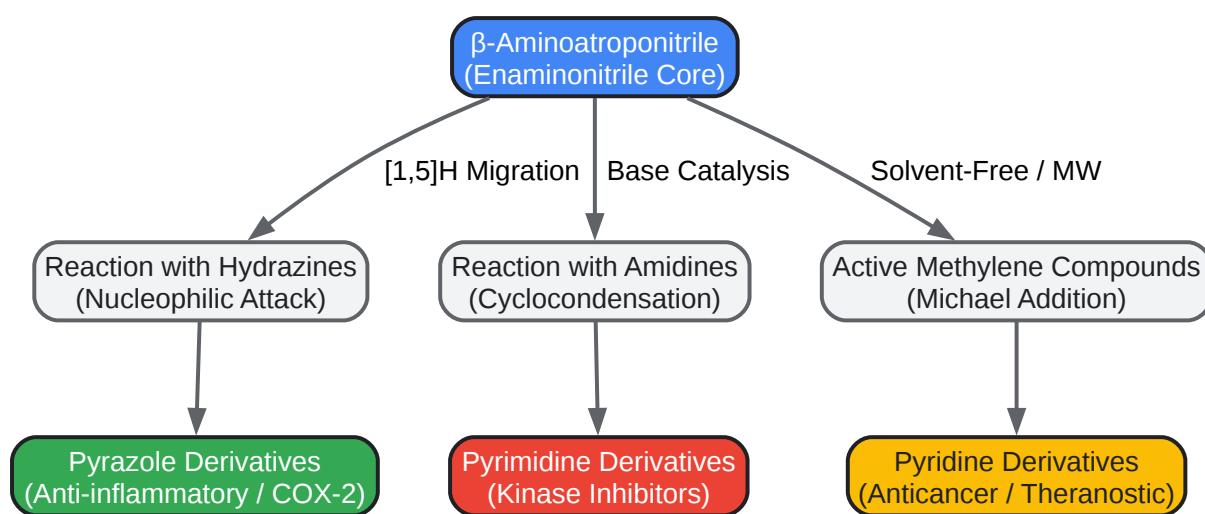 β-Aminoatroponitrile
(Enaminonitrile Core)
[1,5]H Migration
Base Catalysis
Solvent-Free / MW
Reaction with Hydrazines
(Nucleophilic Attack)
Reaction with Amidines
(Cyclocondensation)
Active Methylene Compounds
(Michael Addition)
Pyrazole Derivatives
(Anti-inflammatory / COX-2)
Pyrimidine Derivatives
(Kinase Inhibitors)
Pyridine Derivatives
(Anticancer / Theranostic)